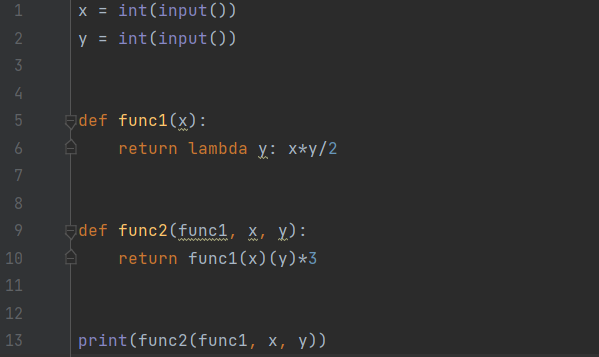 1 x = int(input())
2 y = int(input())
3
4
5 def func1(x):
6     return lambda y: x*y/2
7
8
9 def func2(func1, x, y):
10     return func1(x)(y)*3
11
12
13 print(func2(func1, x, y))